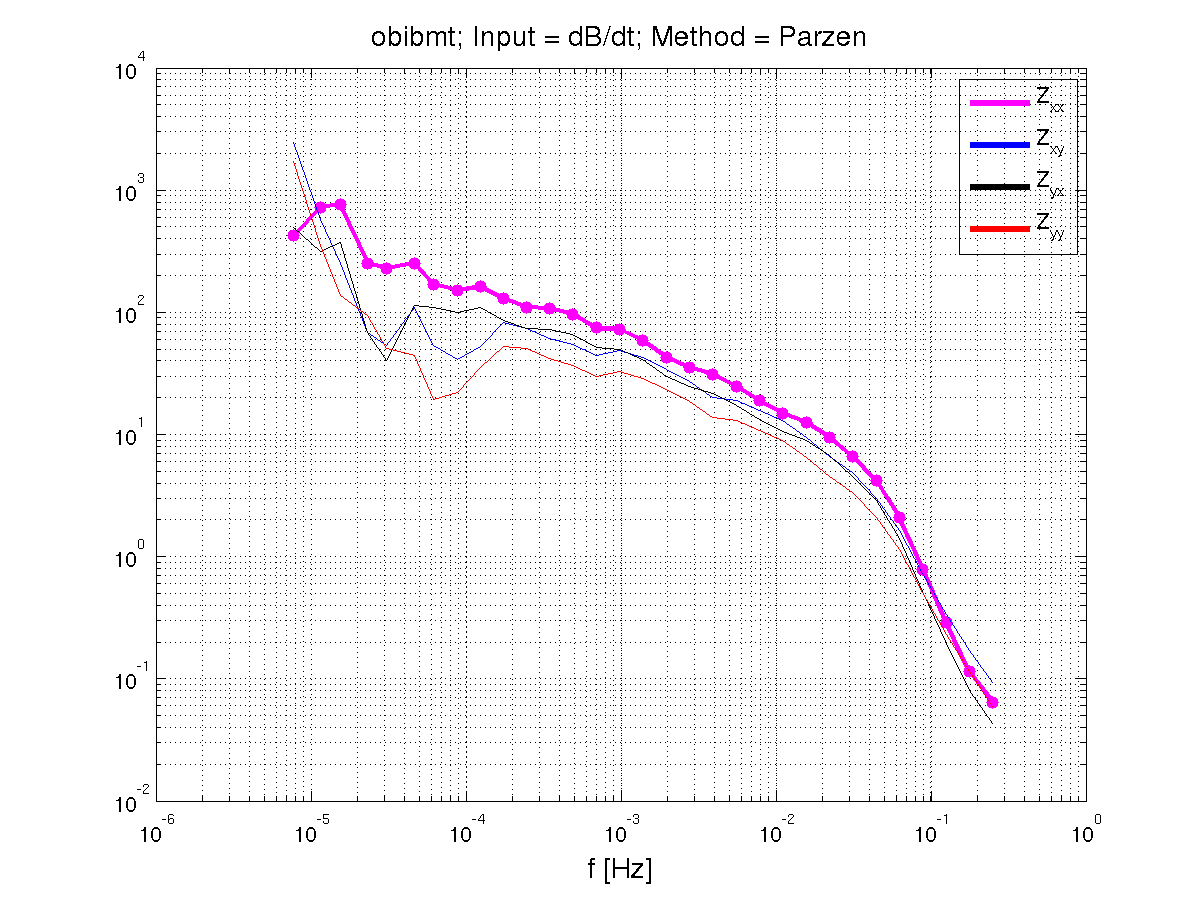 obibmt; Input = dB/dt; Method = Parzen
10^4
10^3
10^2
10^1
10^0
10^-1
10^-2
Z_xx
Z_xy
Z_yx
Z_yy
10^-6 10^-5 10^-4 10^-3 10^-2 10^-1 10^0
f [Hz]